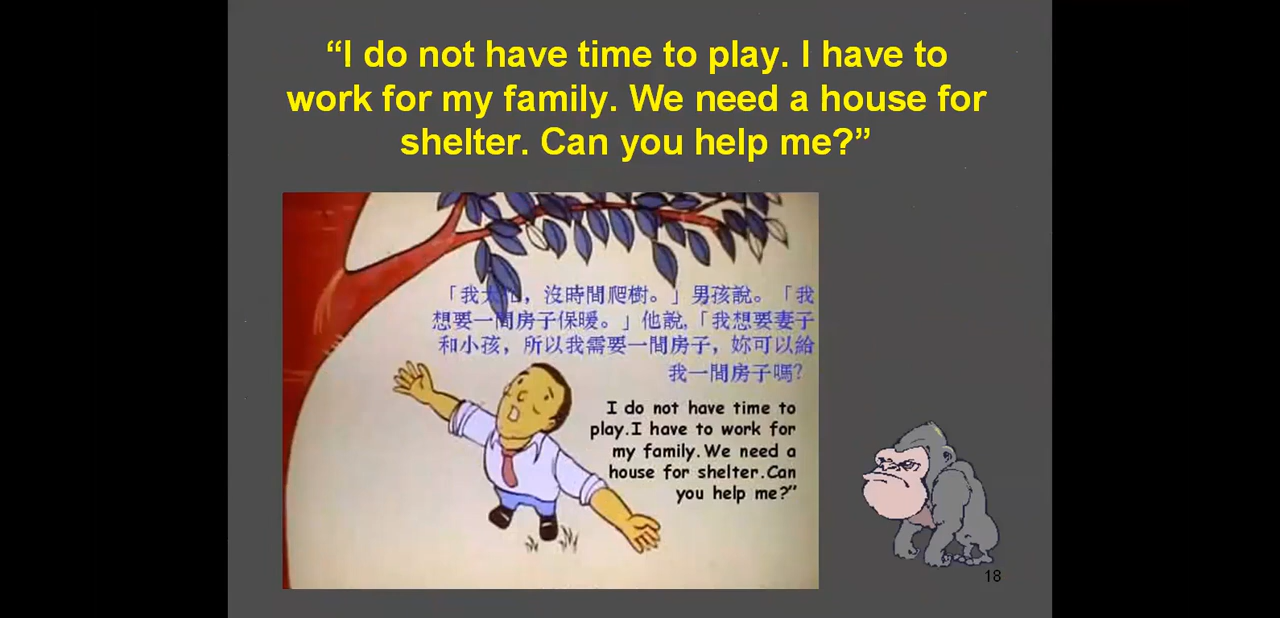 “I do not have time to play. I have to
work for my family. We need a house for
shelter. Can you help me?”
「我太忙，沒時間爬樹。」男孩說。「我
想要一間房子保暖。」他說,「我想要妻子
和小孩，所以我需要一間房子，妳可以給
我一間房子嗎?
I do not have time to
play.I have to work for
my family.We need a
house for shelter.Can
you help me?”
18